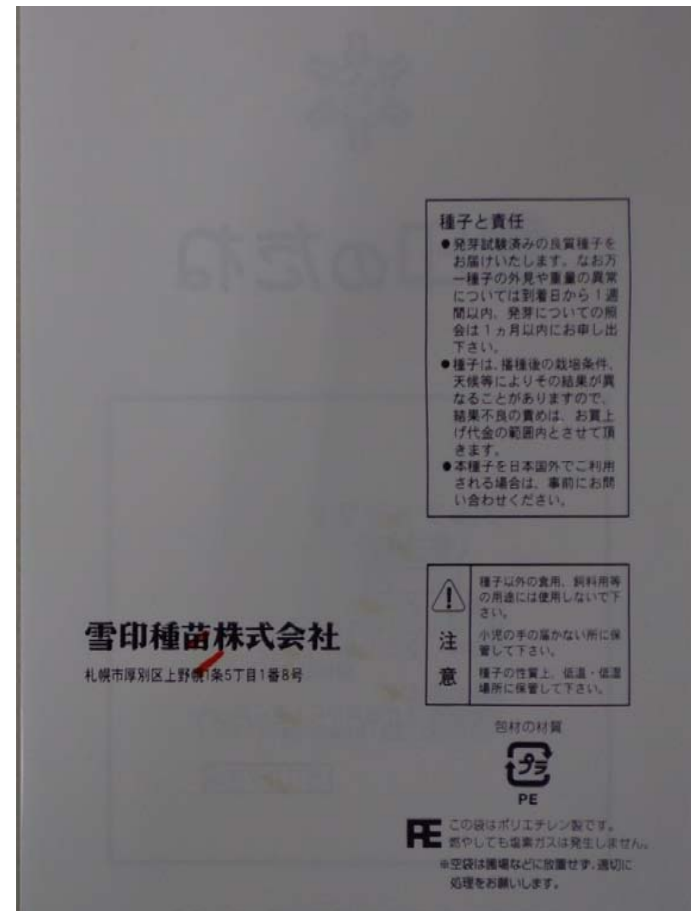 種子と責任
●発芽試験済みの良質種子を
お届けいたします。なお万
一種子の外見や重量の異常
については到着日から1週
間以内、発芽についての照
会は1ヵ月以内にお申し出
下さい。
●種子は、播種後の栽培条件、
天候等によりその結果が異
なることがありますので、
結果不良の責めは、お買上
げ代金の範囲内とさせて頂
きます。
●本種子を日本国外でご利用
される場合は、事前にお問
い合わせください。
注意
種子以外の食用、飼料用等
の用途には使用しないで下
さい。
小児の手の届かない所に保
管して下さい。
種子の性質上、低温・低湿
場所に保管して下さい。
雪印種苗株式会社
札幌市厚別区上野幌1条5丁目1番8号
包材の材質
プラ
PE
PE この袋はポリエチレン製です。
燃やしても塩素ガスは発生しません。
※空袋は圃場などに放置せず、適切に
処理をお願いします。